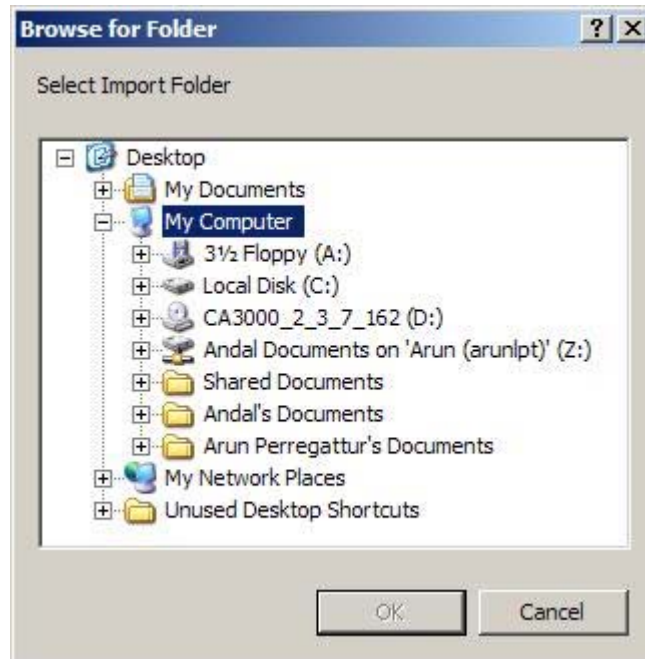 Browse for Folder
Select Import Folder
Desktop
My Documents
My Computer
3½ Floppy (A:)
Local Disk (C:)
CA3000_2_3_7_162 (D:)
Andal Documents on 'Arun (arunlpt)' (Z:)
Shared Documents
Andal's Documents
Arun Perregattur's Documents
My Network Places
Unused Desktop Shortcuts
OK Cancel